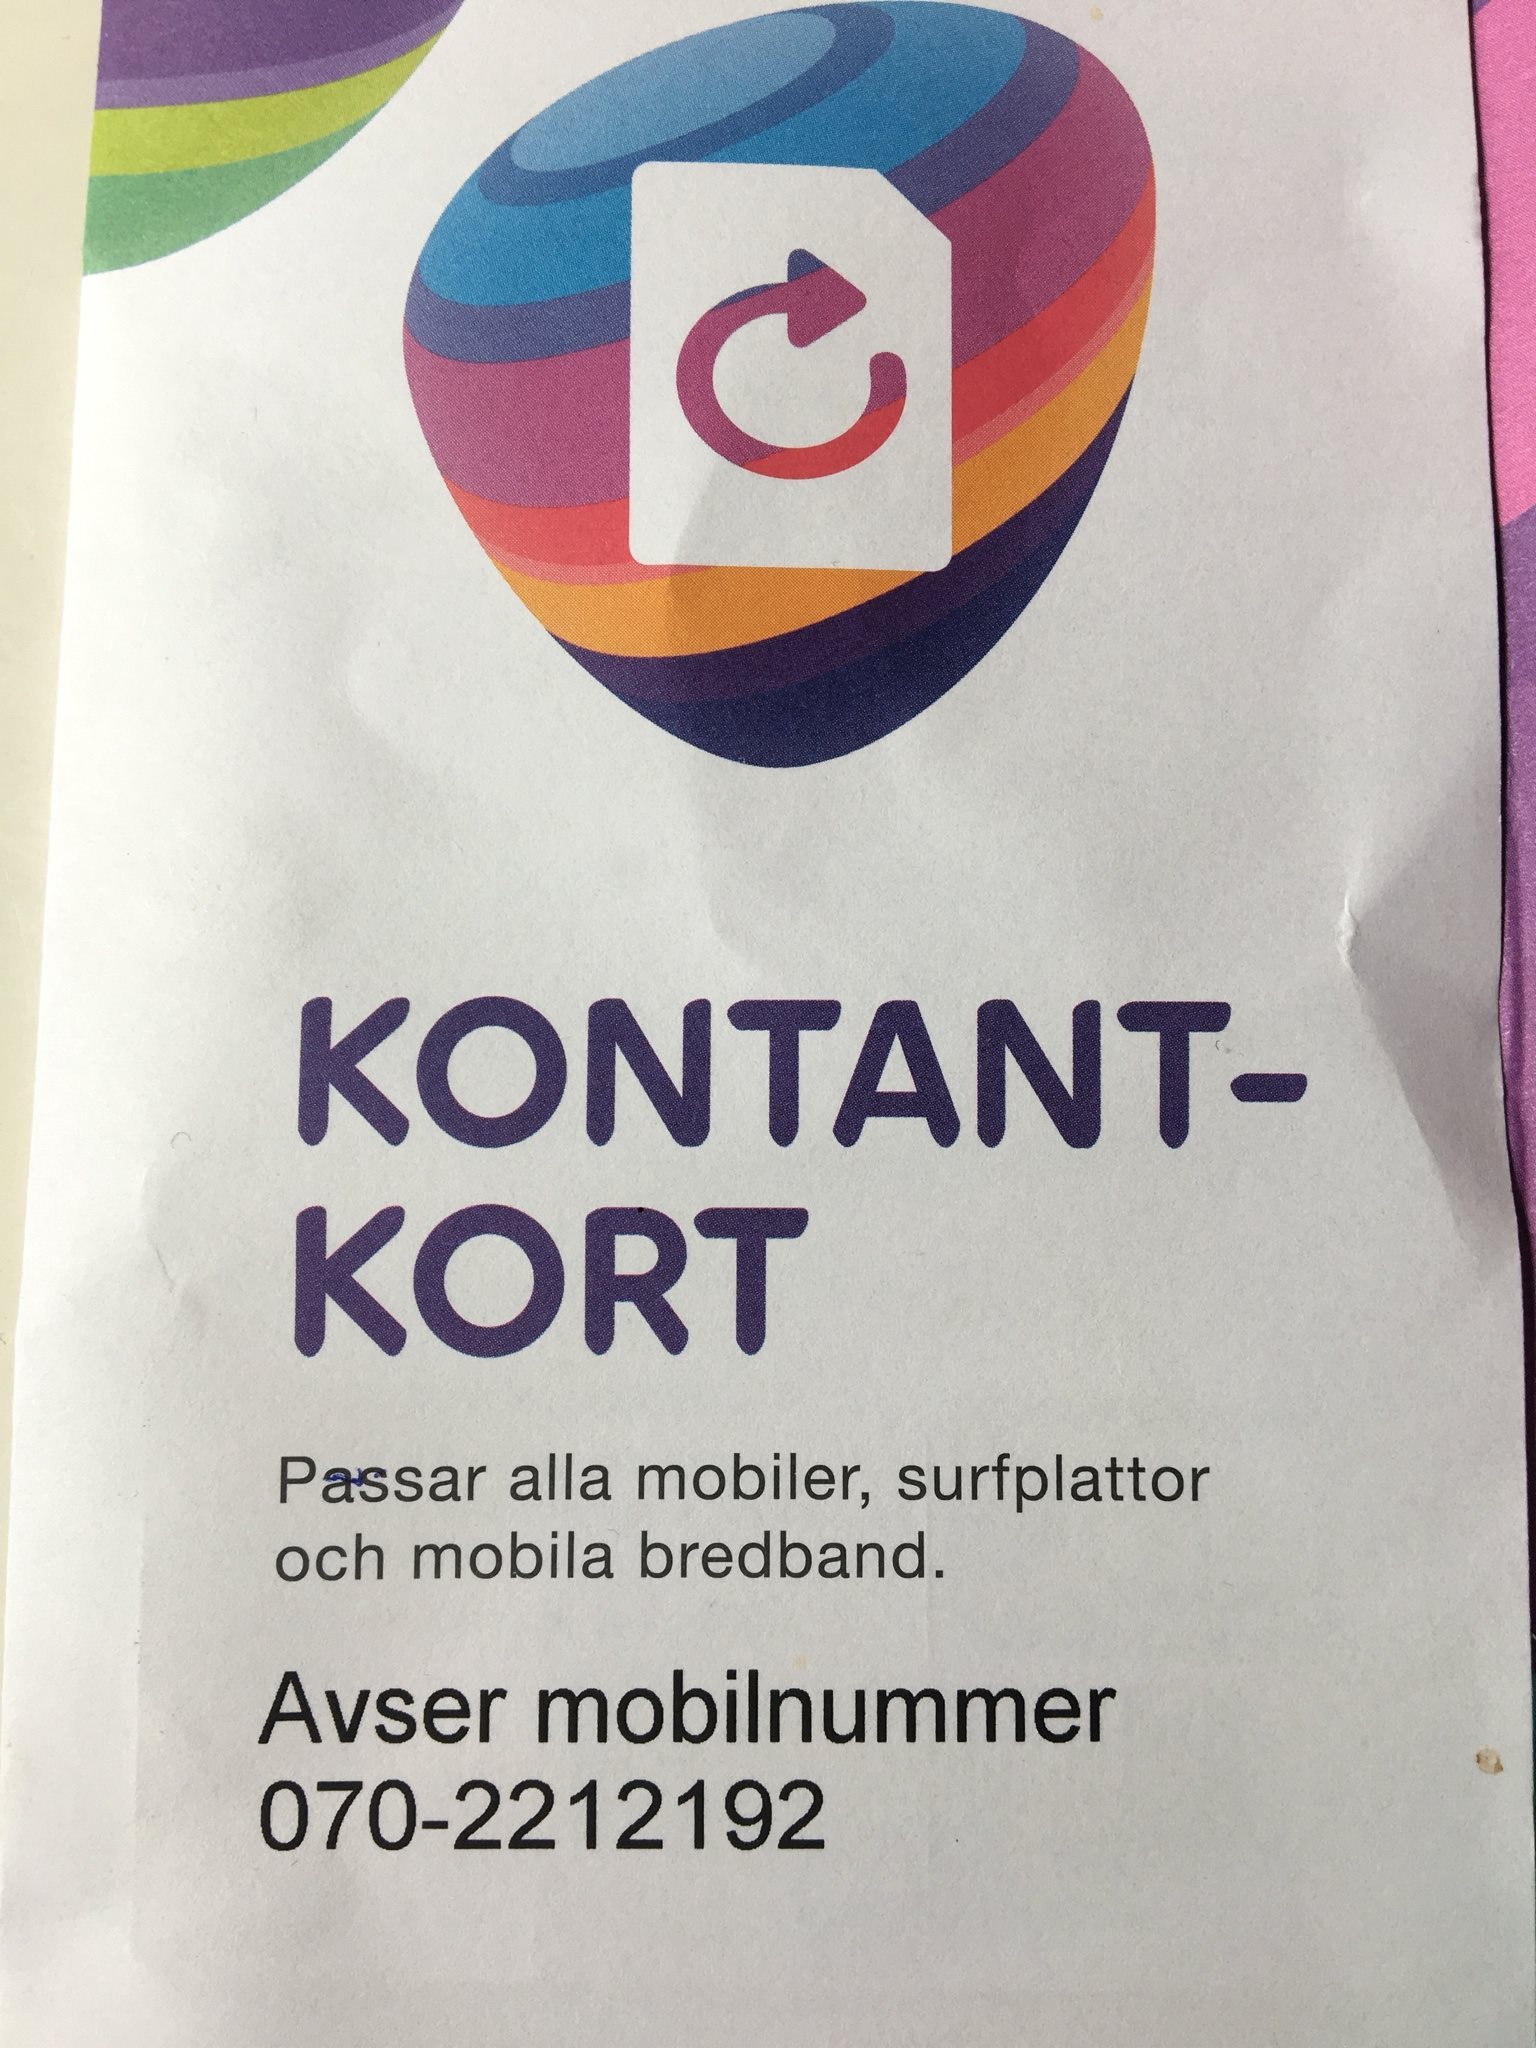 KONTANT-
KORT
Passar alla mobiler, surfplattor
och mobila bredband.
Avser mobilnummer
070-2212192